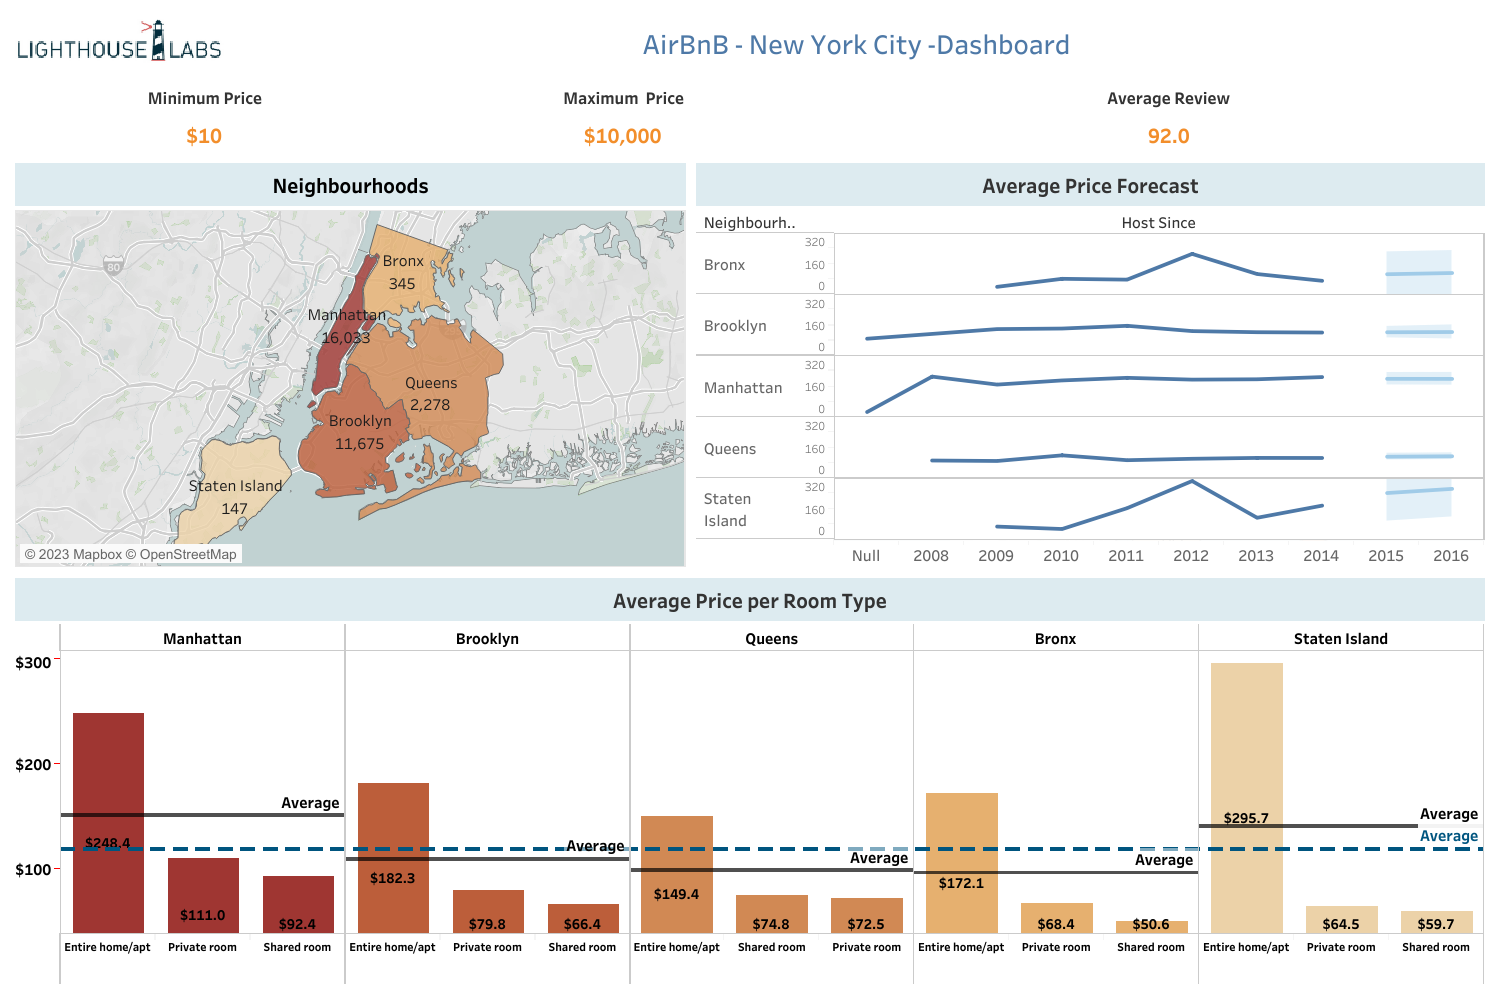 LIGHTHOUSE LABS
AirBnB - New York City -Dashboard
Minimum Price
$10
Maximum  Price
$10,000
Average Review
92.0
Neighbourhoods
80
Bronx
345
Manhattan
16,033
Queens
2,278
Brooklyn
11,675
Staten Island
147
© 2023 Mapbox © OpenStreetMap
Average Price Forecast
Neighbourh..
Host Since
Bronx
320
160
0
Brooklyn
320
160
0
Manhattan
320
160
0
Queens
320
160
0
Staten
Island
320
160
0
Null 2008 2009 2010 2011 2012 2013 2014 2015 2016
Average Price per Room Type
Manhattan Brooklyn Queens Bronx Staten Island
$300
$200
$100
Average
$248.4
$111.0
$92.4
Entire home/apt Private room Shared room
Average
$182.3
$79.8
$66.4
Entire home/apt Private room Shared room
Average
$149.4
$74.8
$72.5
Entire home/apt Shared room Private room
Average
$172.1
$68.4
$50.6
Entire home/apt Private room Shared room
Average
Average
$295.7
$64.5
$59.7
Entire home/apt Private room Shared room